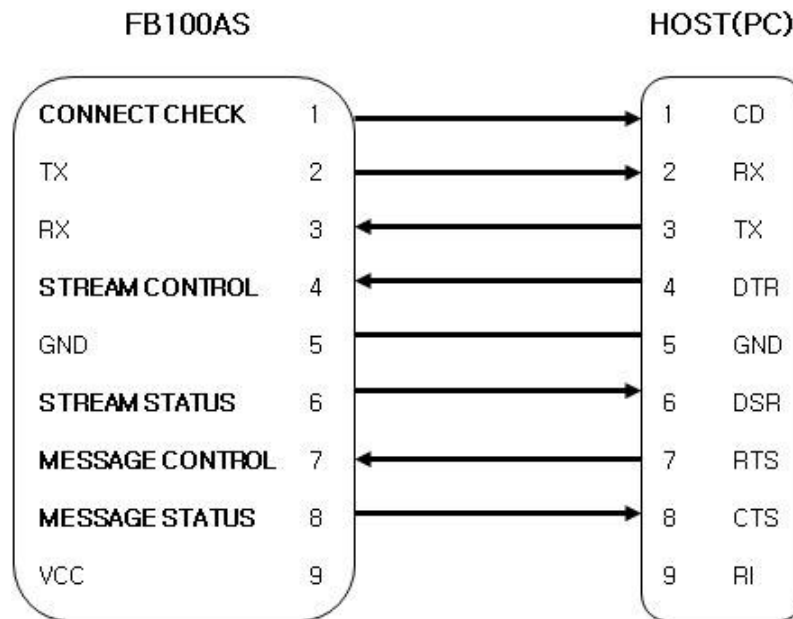 FB100AS HOST(PC)
CONNECT CHECK 1 1 CD
TX 2 2 RX
RX 3 3 TX
STREAM CONTROL 4 4 DTR
GND 5 5 GND
STREAM STATUS 6 6 DSR
MESSAGE CONTROL 7 7 RTS
MESSAGE STATUS 8 8 CTS
VCC 9 9 RI